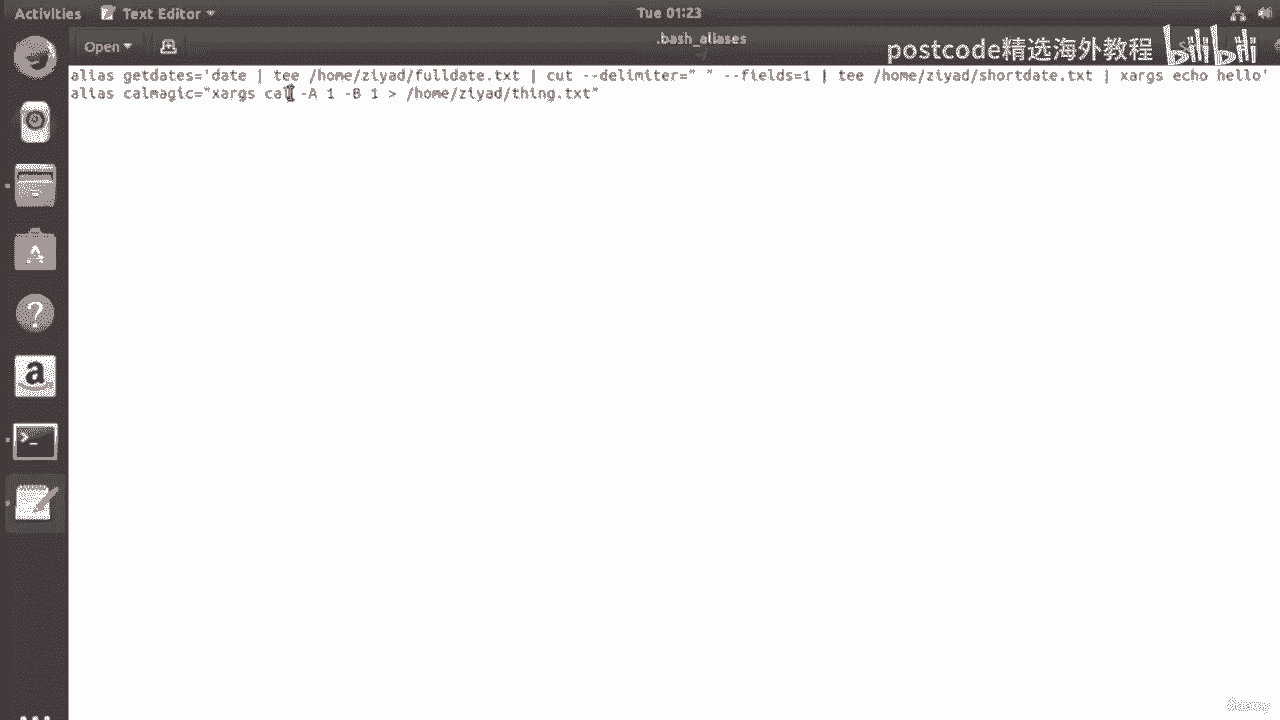 Activities Text Editor Tue 01:23
Open .bash_aliases
postcode精选海外教程 bilibili
alias getdates='date | tee /home/ziyad/fulldate.txt | cut --delimiter=" " --fields=1 | tee /home/ziyad/shortdate.txt | xargs echo hello'
alias calmagic="xargs cal -A 1 -B 1 > /home/ziyad/thing.txt"